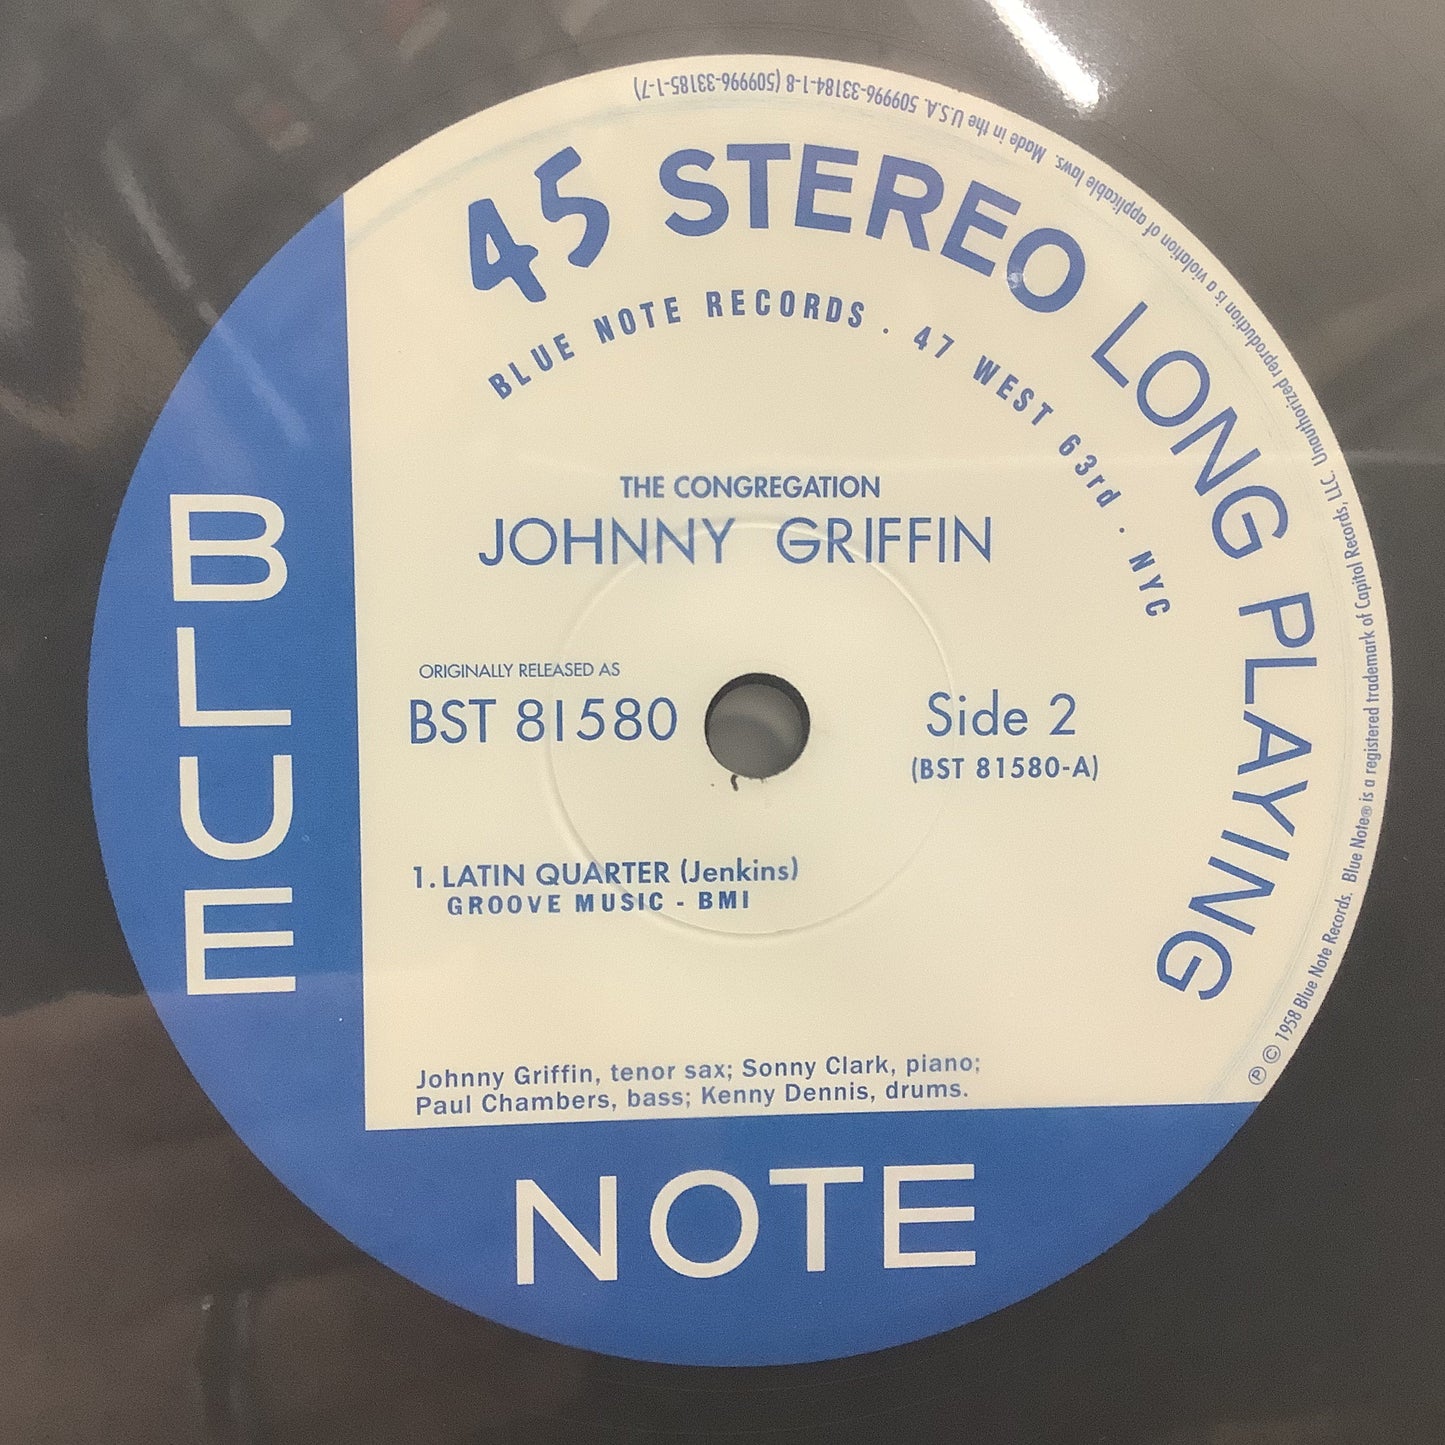 45 STEREO LONG PLAYING
BLUE NOTE RECORDS · 47 WEST 63rd · NYC
THE CONGREGATION
JOHNNY GRIFFIN
ORIGINALLY RELEASED AS
BST 81580
Side 2
(BST 81580-A)
1. LATIN QUARTER (Jenkins)
GROOVE MUSIC - BMI
Johnny Griffin, tenor sax; Sonny Clark, piano;
Paul Chambers, bass; Kenny Dennis, drums.
BLUE
NOTE
℗ © 1958 Blue Note Records. Blue Note® is a registered trademark of Capitol Records, LLC. Unauthorized reproduction is a violation of applicable laws. Made in the U.S.A. 509996-33184-1-8 (509996-33185-1-7)